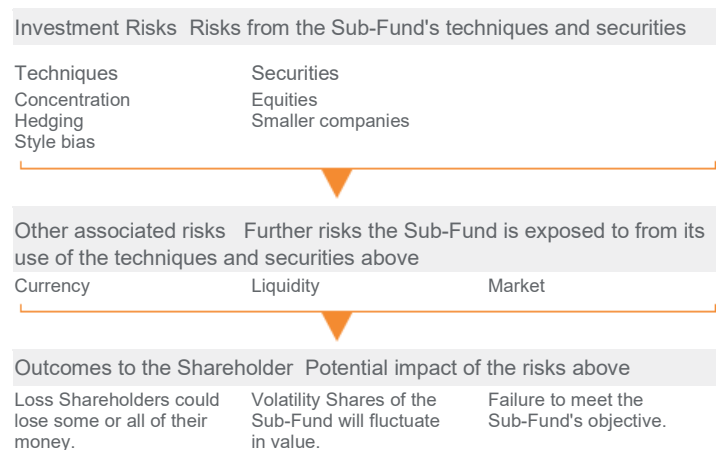 Investment Risks Risks from the Sub-Fund's techniques and securities
Techniques
Concentration
Hedging
Style bias
Securities
Equities
Smaller companies
Other associated risks Further risks the Sub-Fund is exposed to from its
use of the techniques and securities above
Currency
Liquidity
Market
Outcomes to the Shareholder Potential impact of the risks above
Loss Shareholders could
lose some or all of their
money.
Volatility Shares of the
Sub-Fund will fluctuate
in value.
Failure to meet the
Sub-Fund's objective.